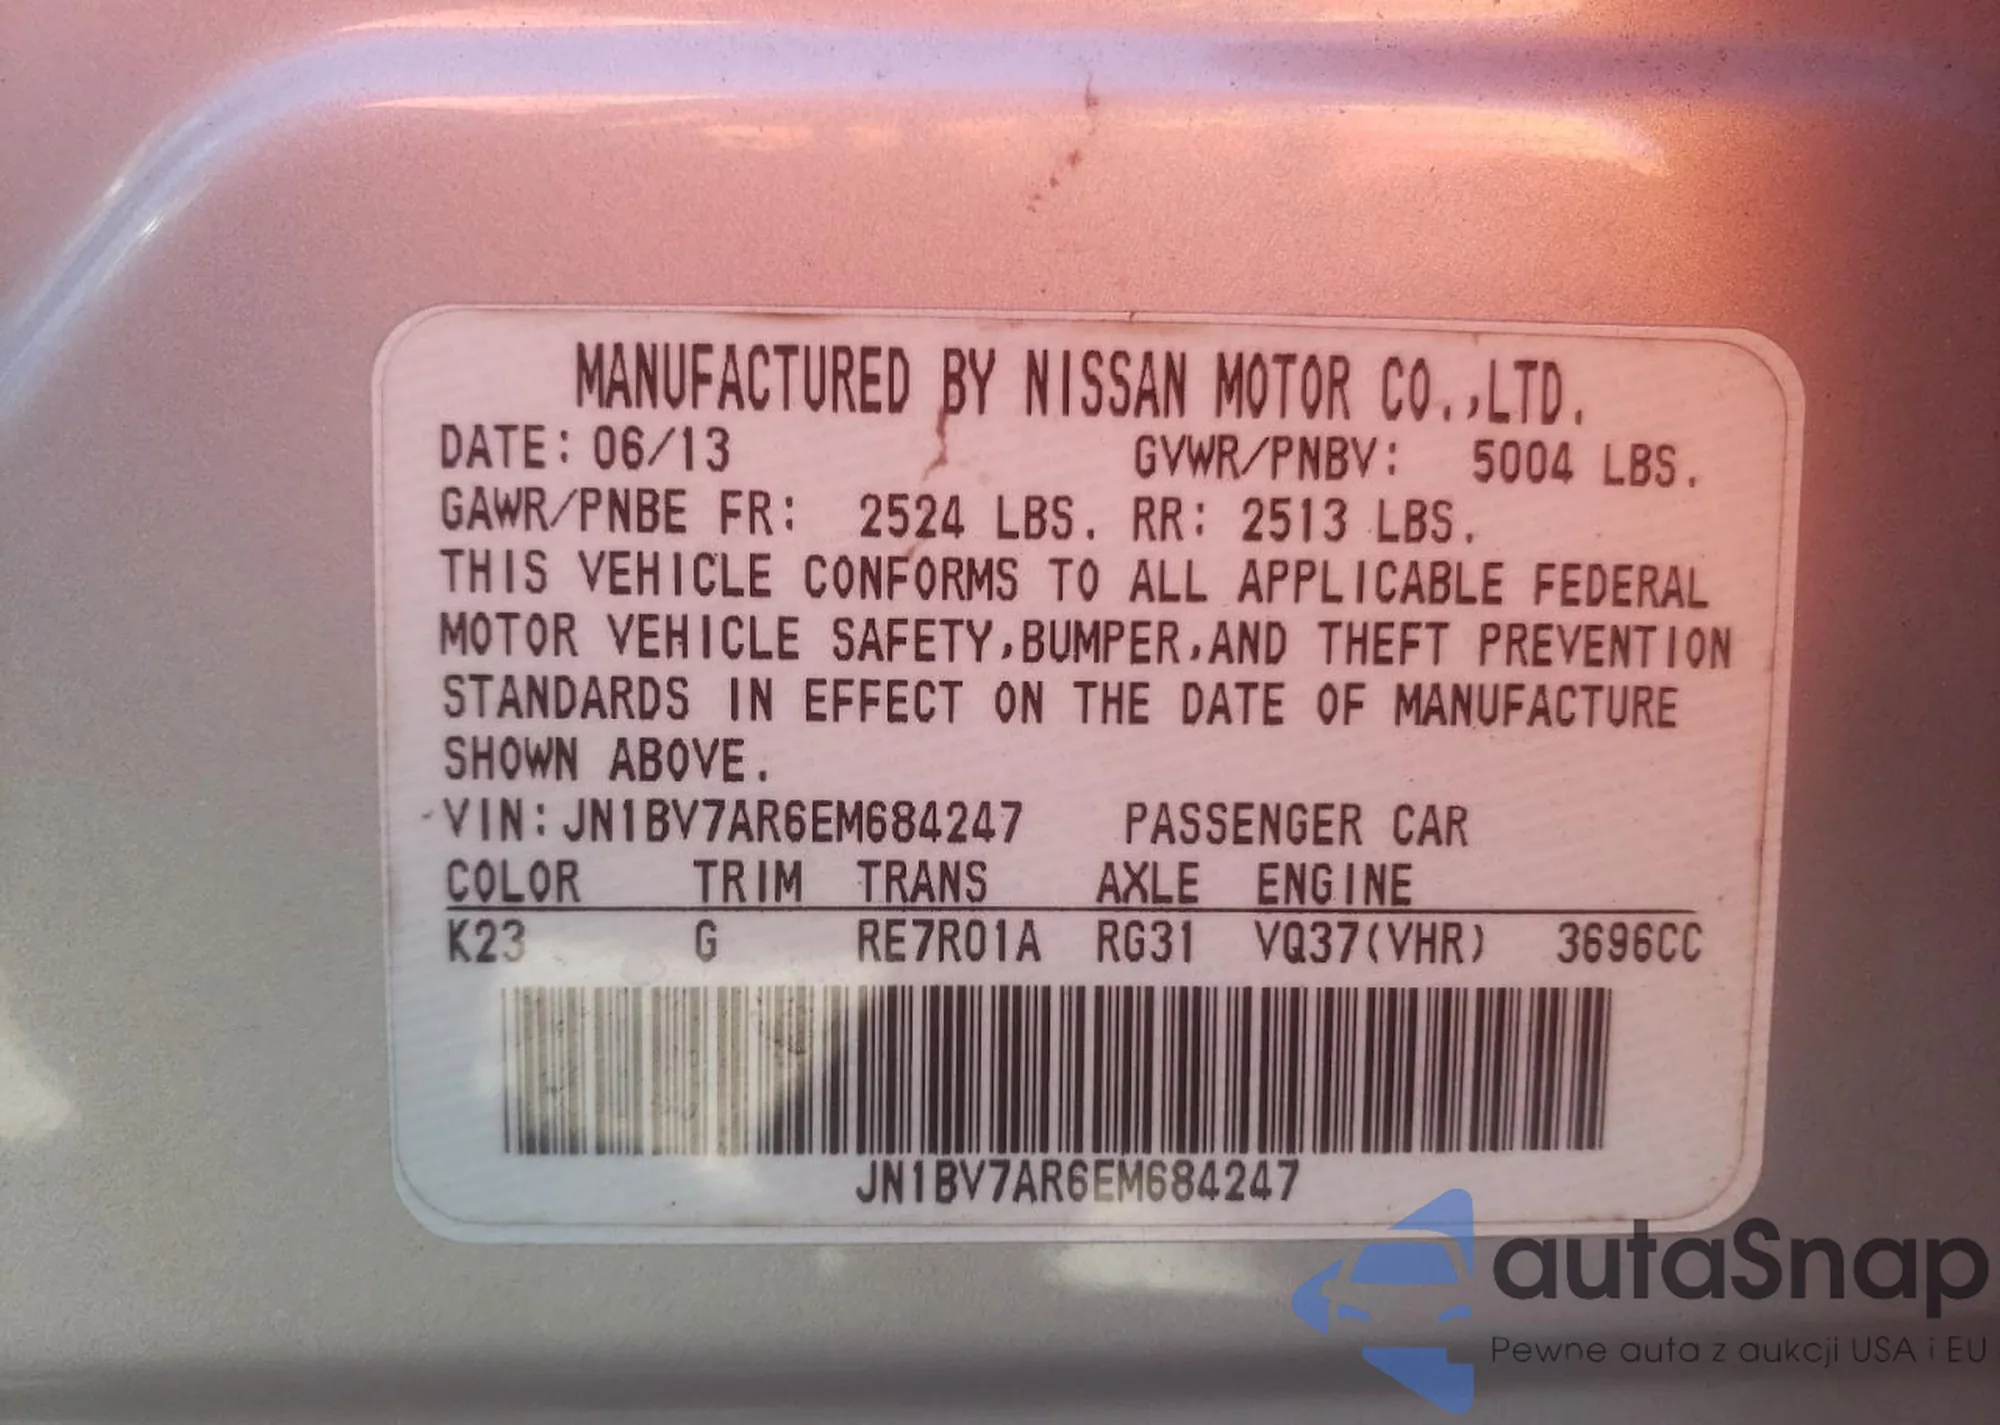 MANUFACTURED BY NISSAN MOTOR CO.,LTD.
DATE: 06/13 GVWR/PNBV: 5004 LBS.
GAWR/PNBE FR: 2524 LBS. RR: 2513 LBS.
THIS VEHICLE CONFORMS TO ALL APPLICABLE FEDERAL
MOTOR VEHICLE SAFETY,BUMPER,AND THEFT PREVENTION
STANDARDS IN EFFECT ON THE DATE OF MANUFACTURE
SHOWN ABOVE.
VIN:JN1BV7AR6EM684247 PASSENGER CAR
COLOR TRIM TRANS AXLE ENGINE
K23 G RE7R01A RG31 VQ37(VHR) 3696CC
JN1BV7AR6EM684247
autaSnap
Pewne auta z aukcji USA i EU